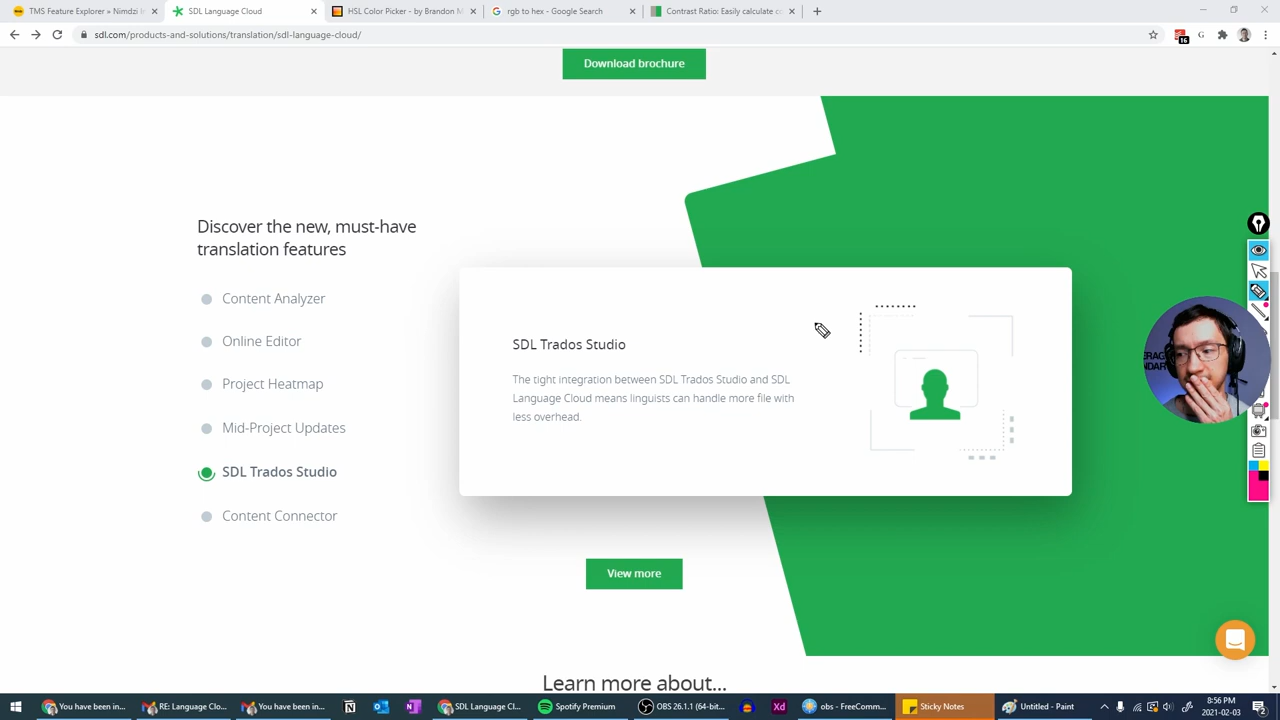 TMS Feature Explorer » Nimdzi In
SDL Language Cloud
HSL Color Picker - by Brandon M
rgb to hex - Google Search
Contrast Ratio: Easily calculate c
sdl.com/products-and-solutions/translation/sdl-language-cloud/
16
Download brochure
Discover the new, must-have
translation features
Content Analyzer
Online Editor
Project Heatmap
Mid-Project Updates
SDL Trados Studio
Content Connector
SDL Trados Studio
The tight integration between SDL Trados Studio and SDL
Language Cloud means linguists can handle more file with
less overhead.
View more
Learn more about...
You have been in...
RE: Language Clo...
You have been in...
SDL Language Clo...
Spotify Premium
OBS 26.1.1 (64-bit...
obs - FreeComm...
Sticky Notes
Untitled - Paint
8:56 PM
2021-02-03